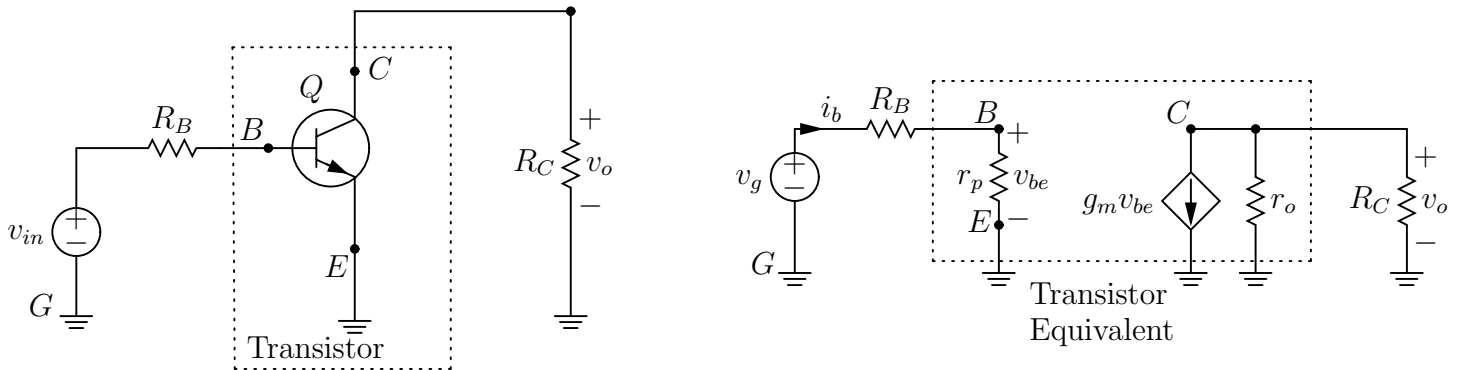 C
Q
R_B
B
+
R_C
v_o
−
+
v_in
−
E
G
Transistor
i_b
R_B
B
C
+
+
v_g
−
r_p
v_be
g_m v_be
r_o
R_C
v_o
E
−
−
G
Transistor
Equivalent